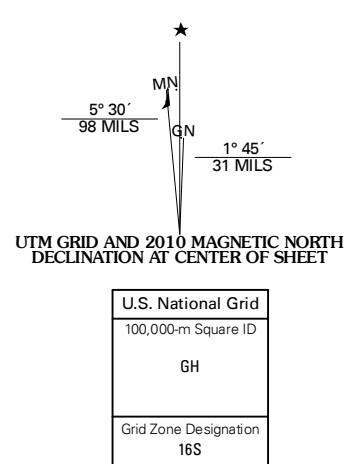 ★
MN
5° 30´
98 MILS
GN
1° 45´
31 MILS
UTM GRID AND 2010 MAGNETIC NORTH
DECLINATION AT CENTER OF SHEET
U.S. National Grid
100,000-m Square ID
GH
Grid Zone Designation
16S